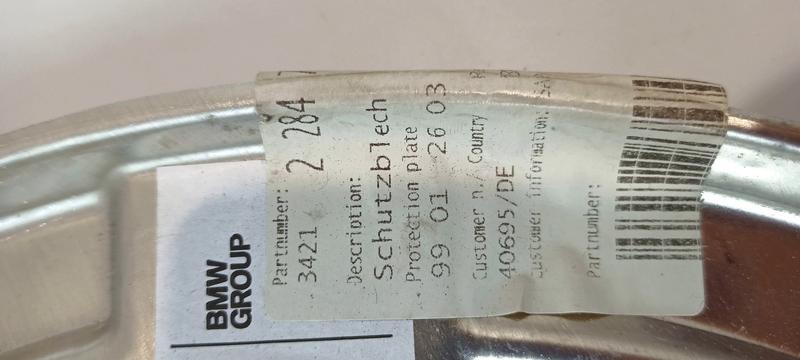 BMW
GROUP
Partnumber:
3421 2 284
Description:
Schutzblech
Protection plate
99 01 26 03
Customer n./ Country
40695/DE
Customer information:
Partnumber: